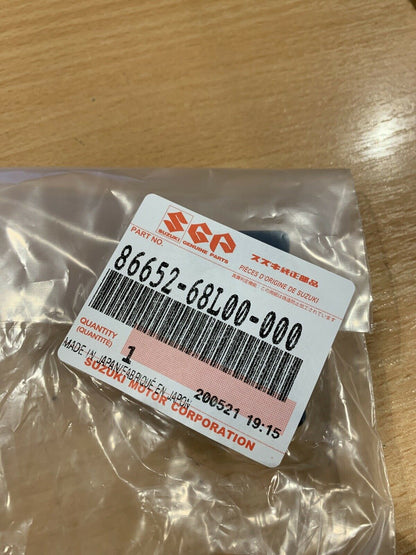 SGP
スズキ純正部品
SUZUKI GENUINE PARTS
PIÈCES D'ORIGINE DE SUZUKI
PART NO.
86652-68L00-000
QUANTITY
(QUANTITÉ)
1
200521 19:15
MADE IN JAPAN/FABRIQUÉ EN JAPON
SUZUKI MOTOR CORPORATION